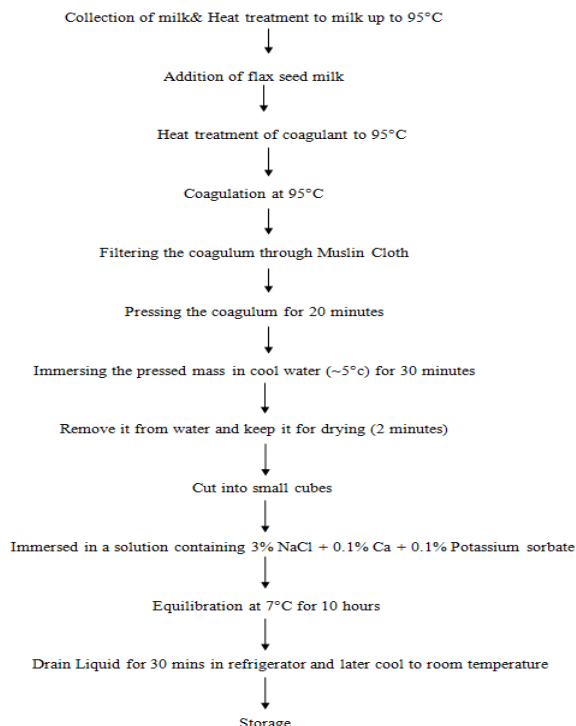 Collection of milk& Heat treatment to milk up to 95°C
Addition of flax seed milk
Heat treatment of coagulant to 95°C
Coagulation at 95°C
Filtering the coagulum through Muslin Cloth
Pressing the coagulum for 20 minutes
Immersing the pressed mass in cool water (~5°c) for 30 minutes
Remove it from water and keep it for drying (2 minutes)
Cut into small cubes
Immersed in a solution containing 3% NaCl + 0.1% Ca + 0.1% Potassium sorbate
Equilibration at 7°C for 10 hours
Drain Liquid for 30 mins in refrigerator and later cool to room temperature
Storage